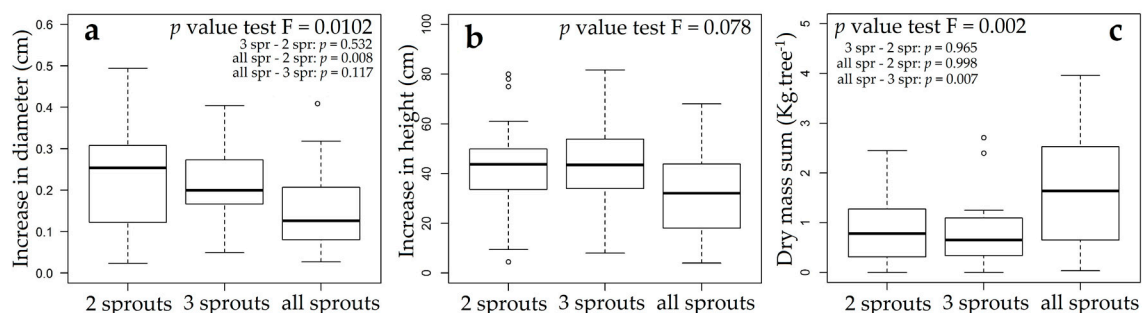 a
p value test F = 0.0102
3 spr - 2 spr: p = 0.532
all spr - 2 spr: p = 0.008
all spr - 3 spr: p = 0.117
Increase in diameter (cm)
0.6
0.5
0.4
0.3
0.2
0.1
0.0
2 sprouts 3 sprouts all sprouts
b
p value test F = 0.078
Increase in height (cm)
100
80
60
40
20
0
2 sprouts 3 sprouts all sprouts
p value test F = 0.002
c
3 spr - 2 spr: p = 0.965
all spr - 2 spr: p = 0.998
all spr - 3 spr: p = 0.007
Dry mass sum (Kg.tree⁻¹)
5
4
3
2
1
0
2 sprouts 3 sprouts all sprouts